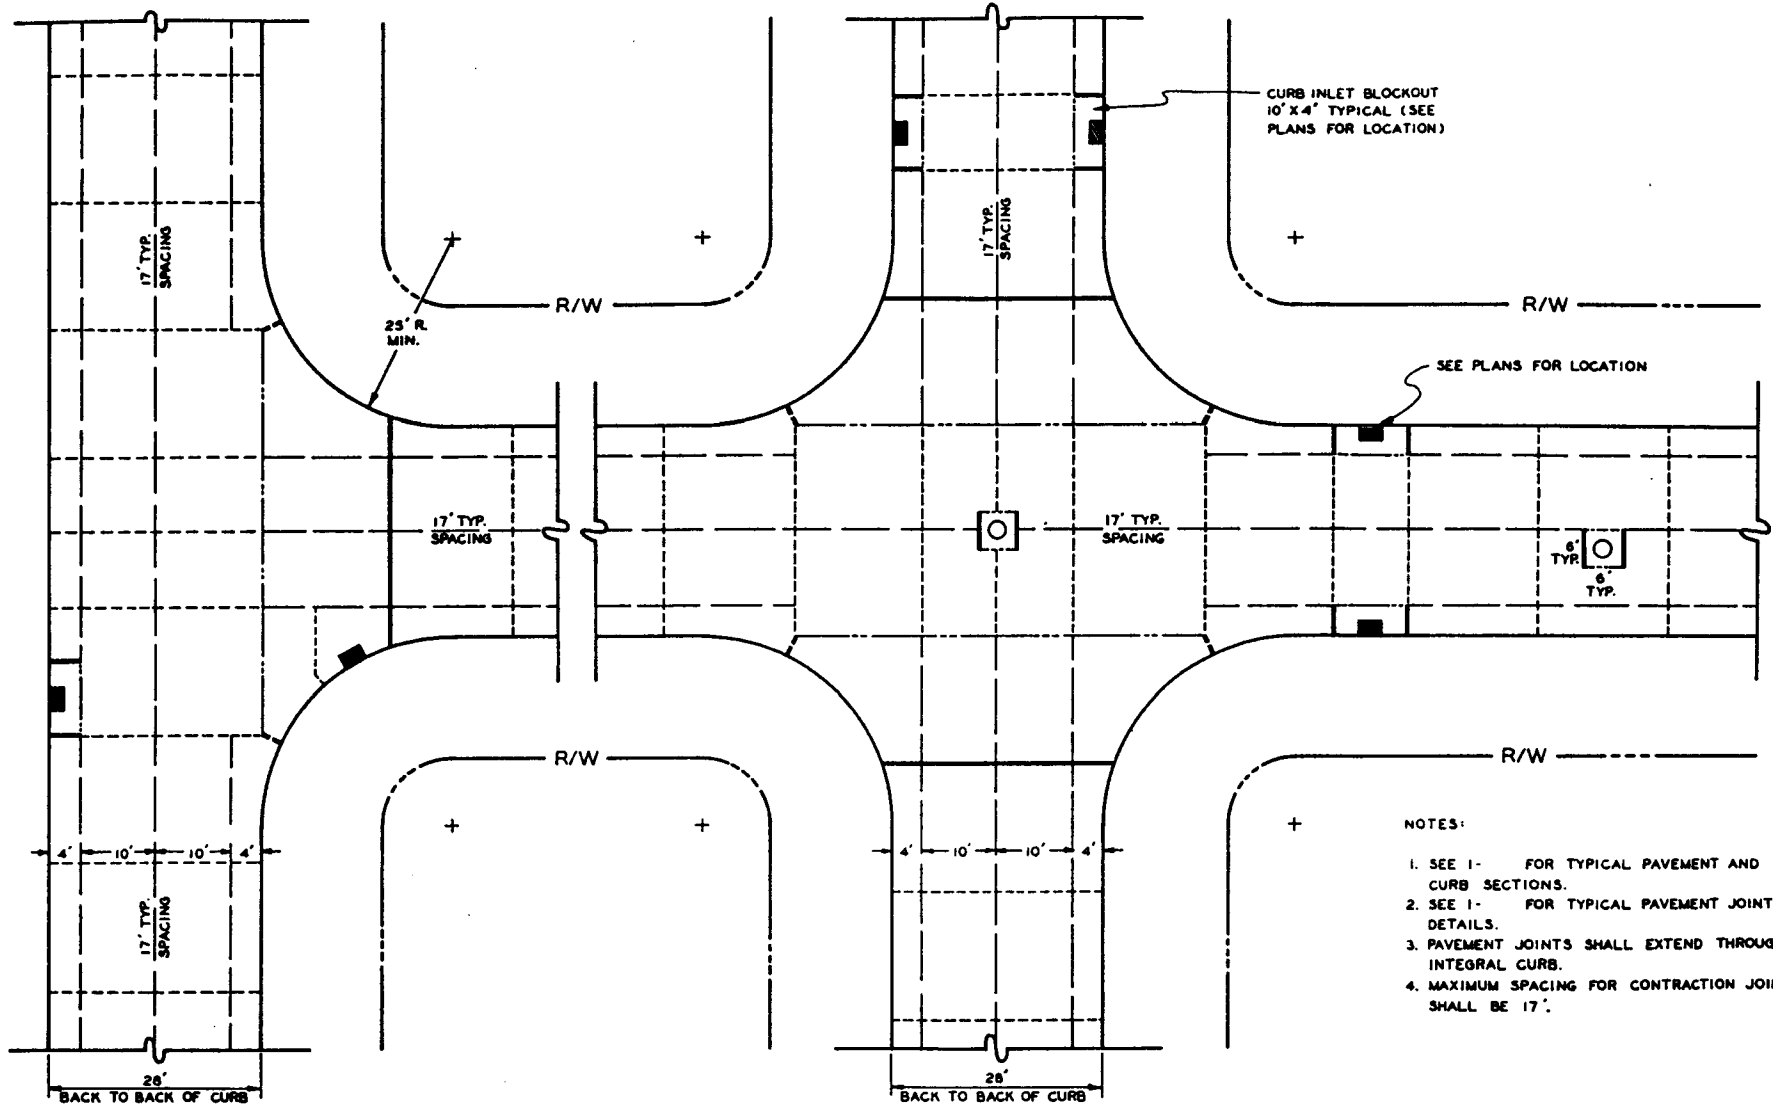 CURB INLET BLOCKOUT
10' X 4' TYPICAL (SEE
PLANS FOR LOCATION)
17' TYP.
SPACING
17' TYP.
SPACING
25' R.
MIN.
R/W
R/W
SEE PLANS FOR LOCATION
17' TYP.
SPACING
17' TYP.
SPACING
6'
TYP.
6'
TYP.
R/W
R/W
4' 10' 10' 4'
4' 10' 10' 4'
17' TYP.
SPACING
NOTES:
1. SEE 1- FOR TYPICAL PAVEMENT AND
CURB SECTIONS.
2. SEE 1- FOR TYPICAL PAVEMENT JOINT
DETAILS.
3. PAVEMENT JOINTS SHALL EXTEND THROUG
INTEGRAL CURB.
4. MAXIMUM SPACING FOR CONTRACTION JOI
SHALL BE 17'.
28'
BACK TO BACK OF CURB
28'
BACK TO BACK OF CURB